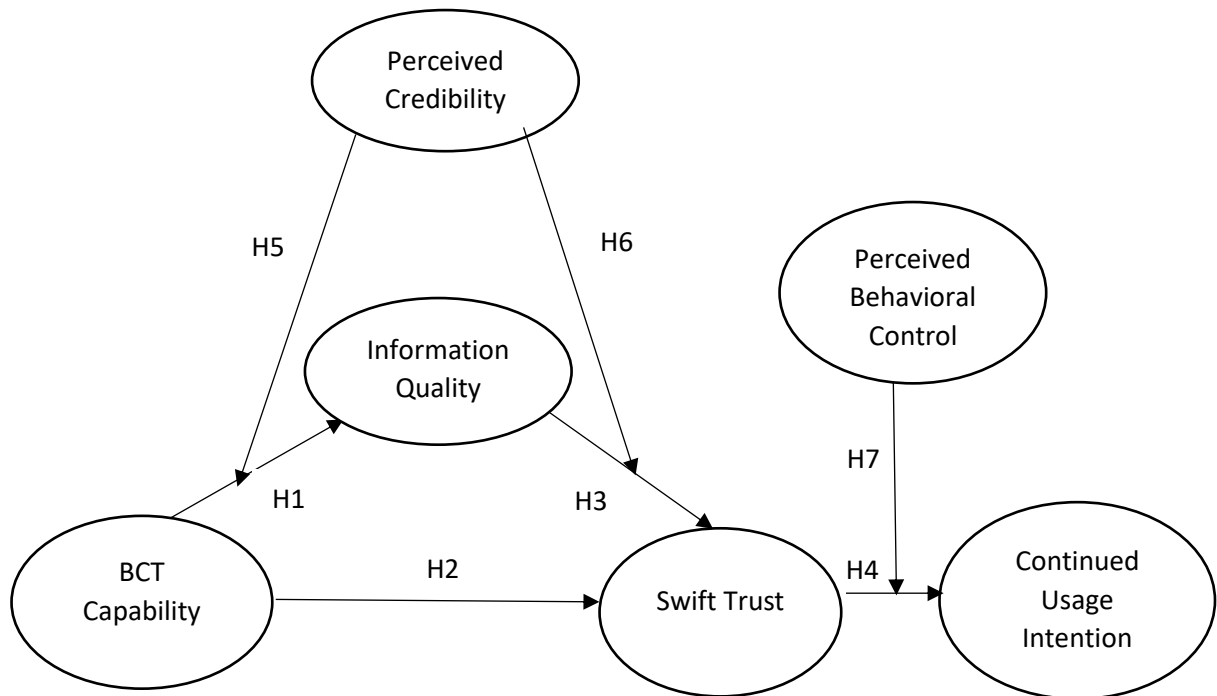 Perceived
Credibility
H5
H6
Perceived
Behavioral
Control
Information
Quality
H7
H1
H3
BCT
Capability
H2
Swift Trust
H4
Continued
Usage
Intention